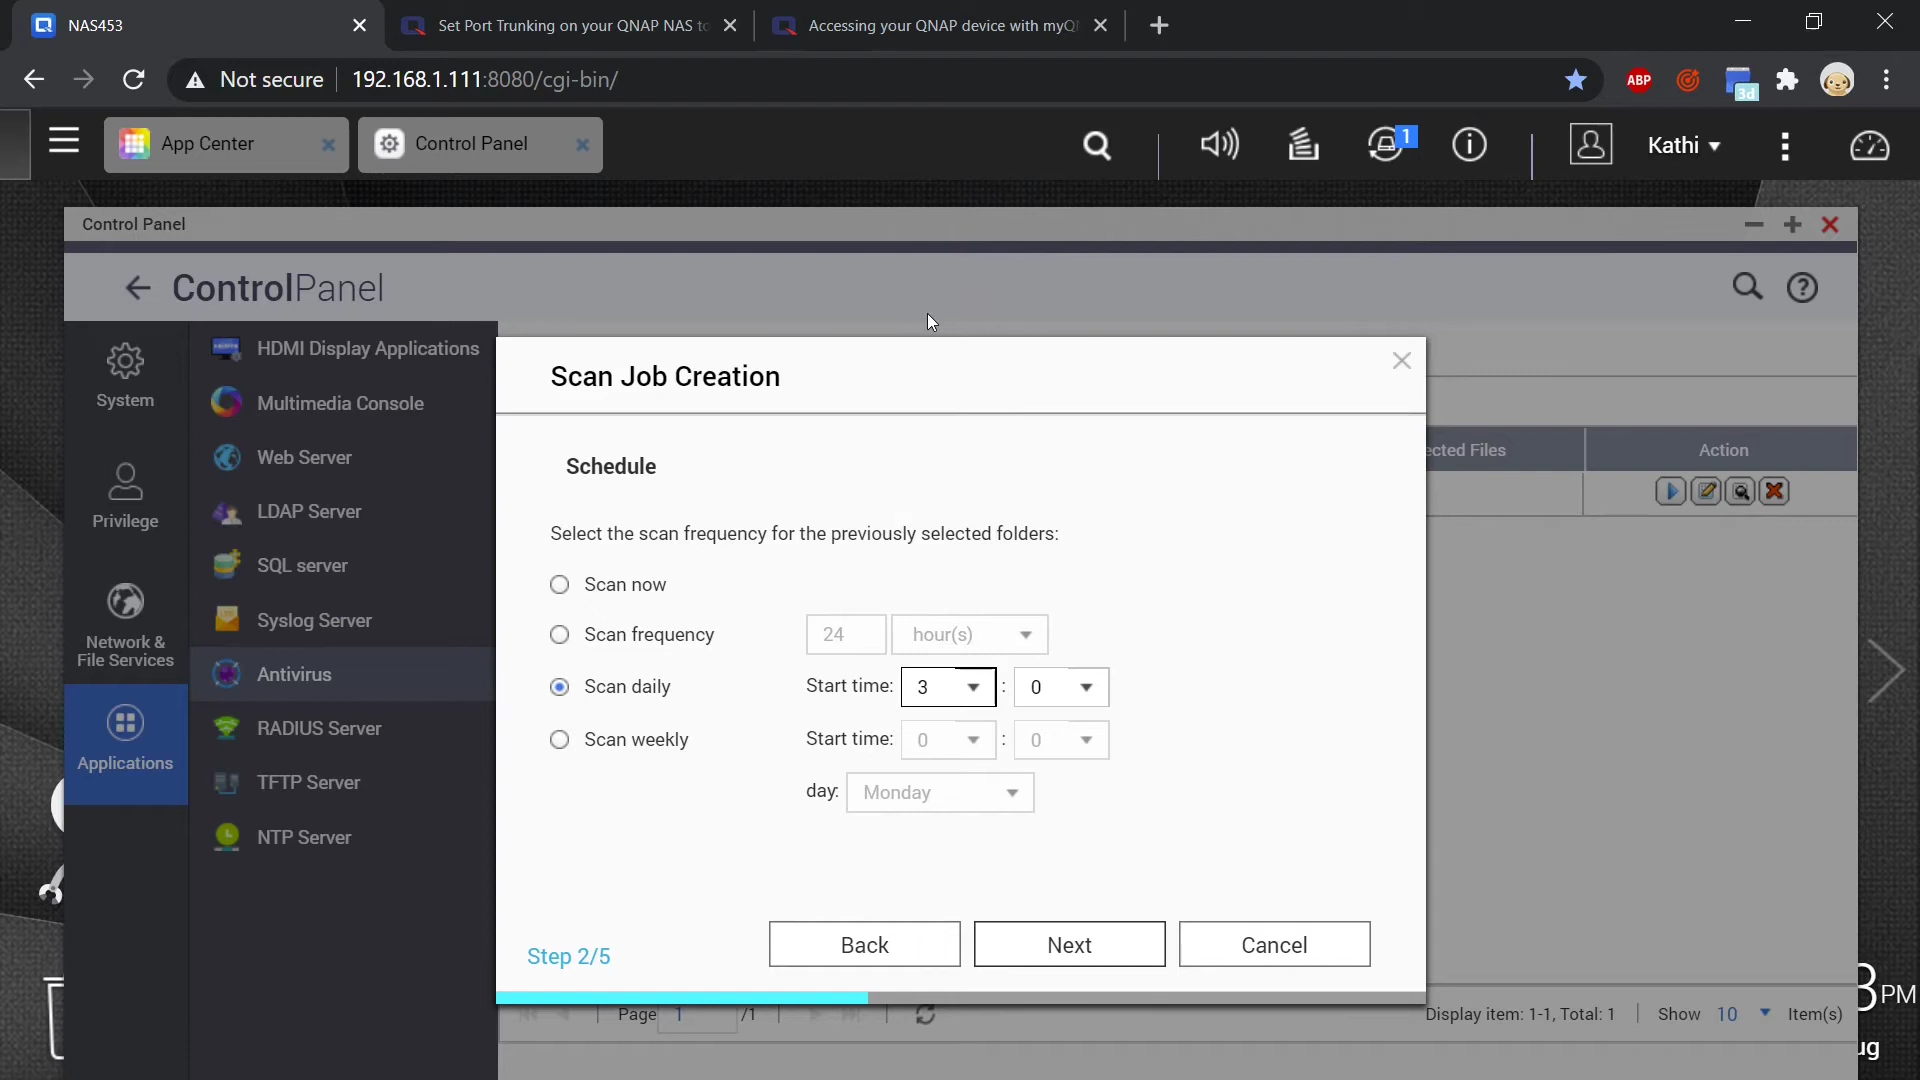 NAS453
Set Port Trunking on your QNAP NAS to
Accessing your QNAP device with myQN
Not secure
192.168.1.111:8080/cgi-bin/
ABP
3d
App Center
Control Panel
1
Kathi
Control Panel
ControlPanel
System
Privilege
Network &
File Services
Applications
HDMI Display Applications
Multimedia Console
Web Server
LDAP Server
SQL server
Syslog Server
Antivirus
RADIUS Server
TFTP Server
NTP Server
ected Files
Action
Scan Job Creation
Schedule
Select the scan frequency for the previously selected folders:
Scan now
Scan frequency 24 hour(s)
Scan daily Start time: 3 : 0
Scan weekly Start time: 0 : 0
day: Monday
Step 2/5
Back
Next
Cancel
Page 1 /1
Display item: 1-1, Total: 1
Show 10 Item(s)
3 PM
ug